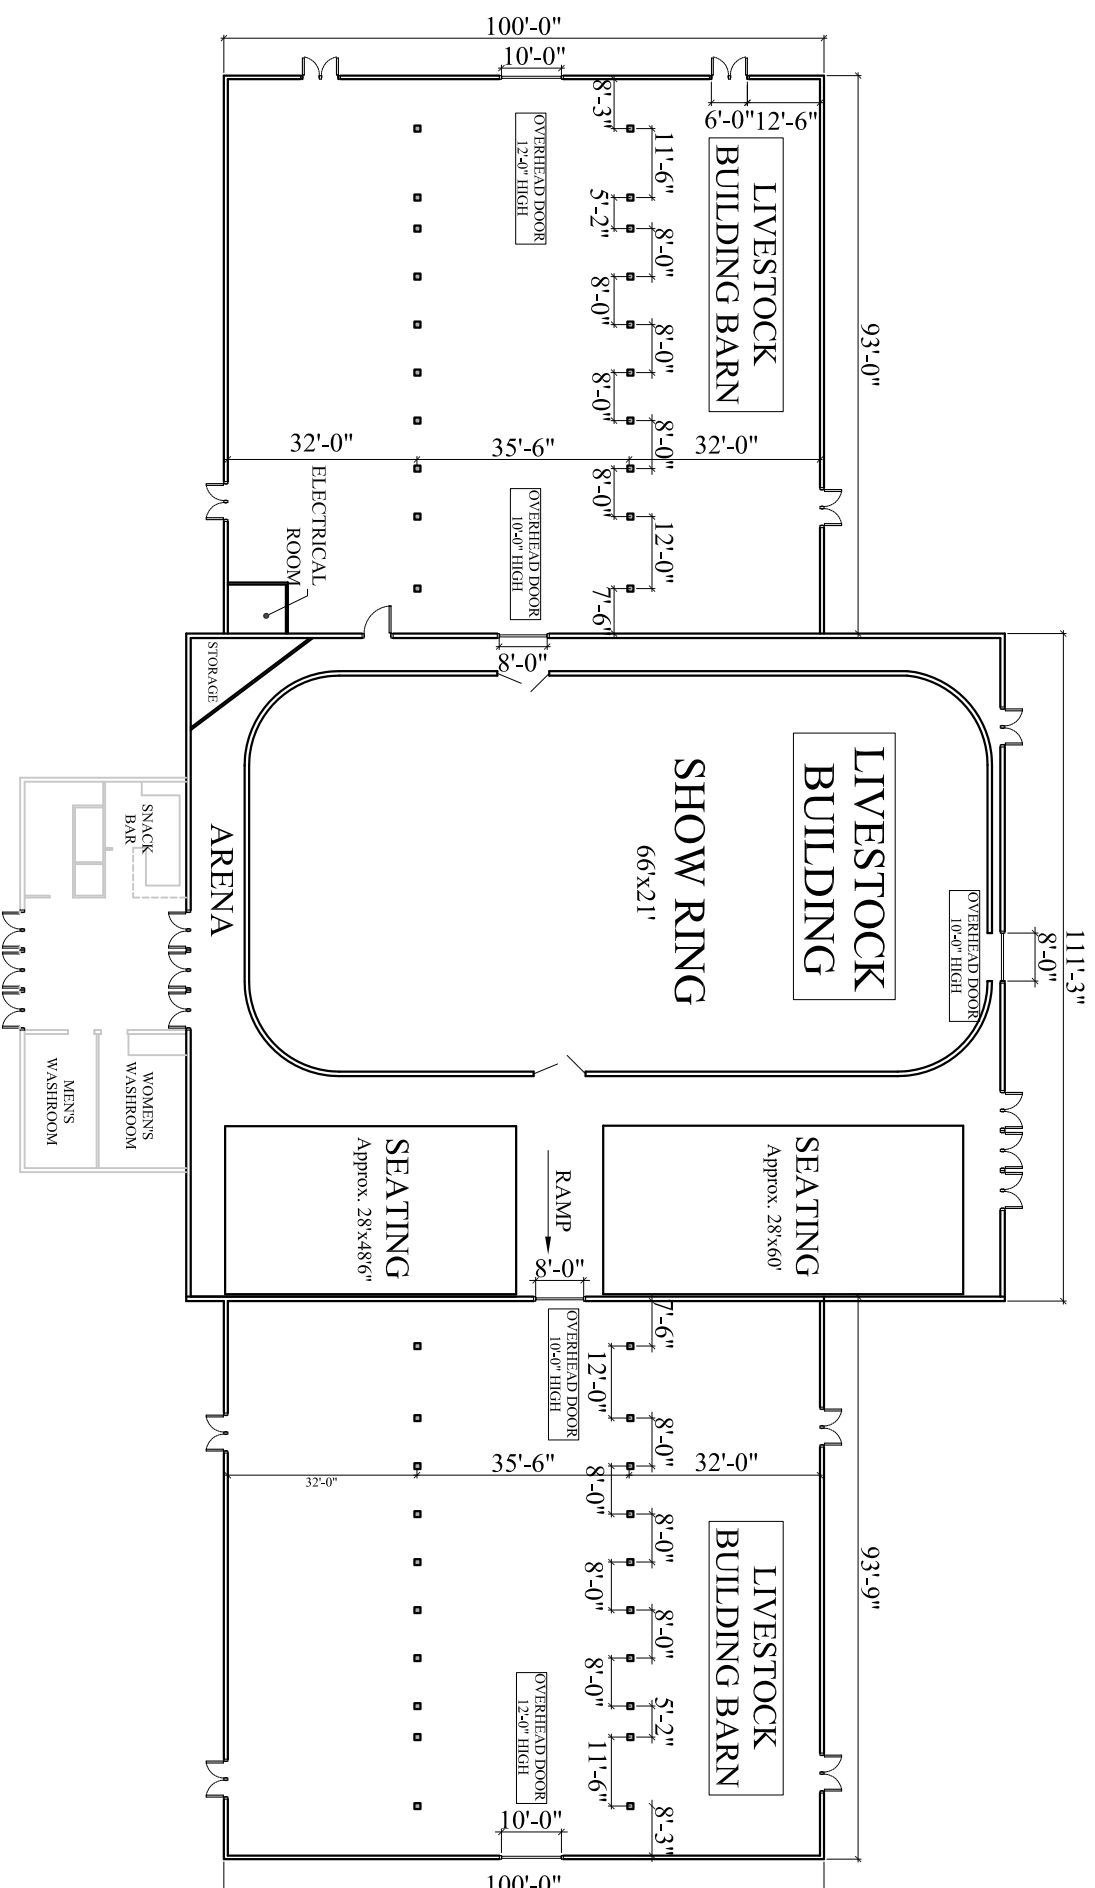 100'-0"
10'-0"
8'-3"
6'-0"
12'-6"
OVERHEAD DOOR
12'-0" HIGH
11'-6"
LIVESTOCK
BUILDING BARN
5'-2"
8'-0"
8'-0"
8'-0"
8'-0"
8'-0"
8'-0"
93'-0"
32'-0"
35'-6"
32'-0"
ELECTRICAL
ROOM
OVERHEAD DOOR
10'-0" HIGH
12'-0"
7'-6"
STORAGE
8'-0"
111'-3"
LIVESTOCK
BUILDING
SHOW RING
66'x21'
OVERHEAD DOOR
10'-0" HIGH
8'-0"
ARENA
SNACK
BAR
WOMEN'S
WASHROOM
MEN'S
WASHROOM
SEATING
Approx. 28'x48'6"
RAMP
SEATING
Approx. 28'x60'
8'-0"
7'-6"
OVERHEAD DOOR
10'-0" HIGH
12'-0"
8'-0"
32'-0"
35'-6"
32'-0"
8'-0"
8'-0"
8'-0"
8'-0"
8'-0"
5'-2"
93'-9"
LIVESTOCK
BUILDING BARN
OVERHEAD DOOR
12'-0" HIGH
11'-6"
8'-3"
10'-0"
100'-0"